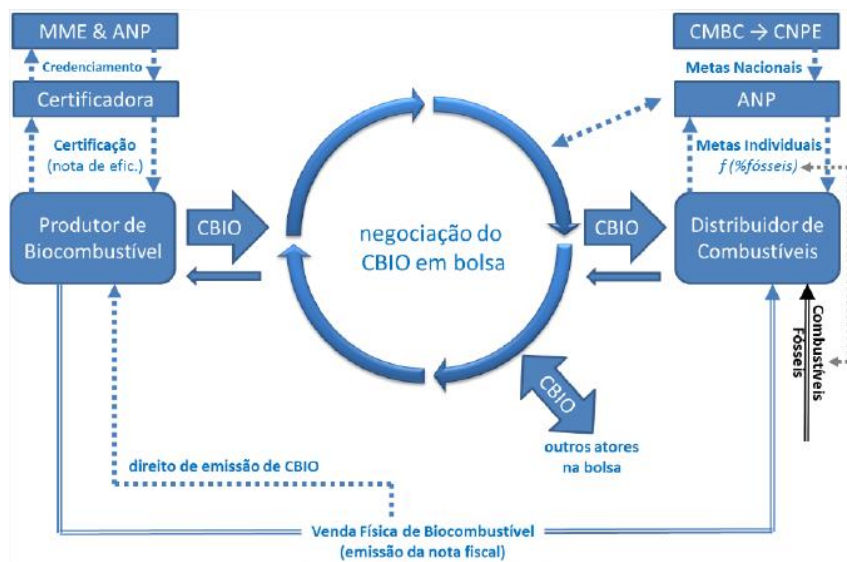 MME & ANP
Credenciamento
Certificadora
Certificação
(nota de efic.)
Produtor de
Biocombustível
CBIO
negociação do
CBIO em bolsa
CBIO
CMBC → CNPE
Metas Nacionais
ANP
Metas Individuais
f (%fósseis)
Distribuidor de
Combustíveis
Combustíveis
Fósseis
CBIO
outros atores
na bolsa
direito de emissão de CBIO
Venda Física de Biocombustível
(emissão da nota fiscal)